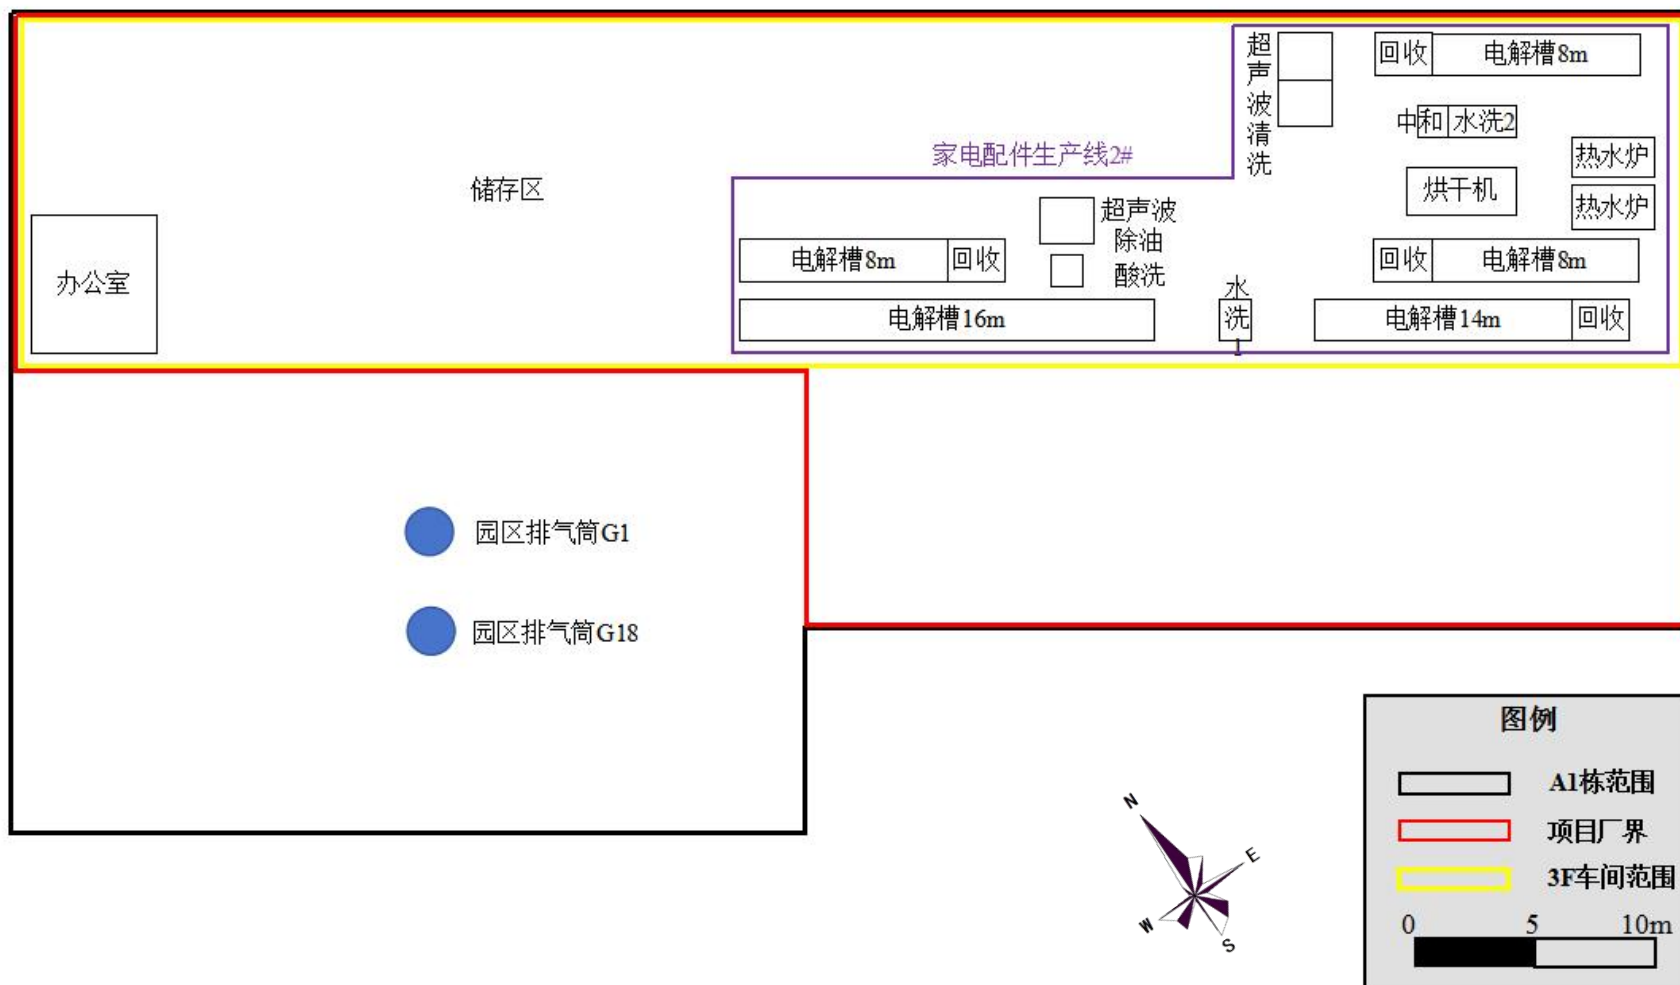 超声波清洗
回收
电解槽8m
中和
水洗2
家电配件生产线2#
热水炉
储存区
烘干机
热水炉
超声波
除油
办公室
电解槽8m
回收
酸洗
回收
电解槽8m
水洗1
电解槽16m
电解槽14m
回收
园区排气筒G1
园区排气筒G18
图例
A1栋范围
项目厂界
3F车间范围
0 5 10m
N
E
W
S